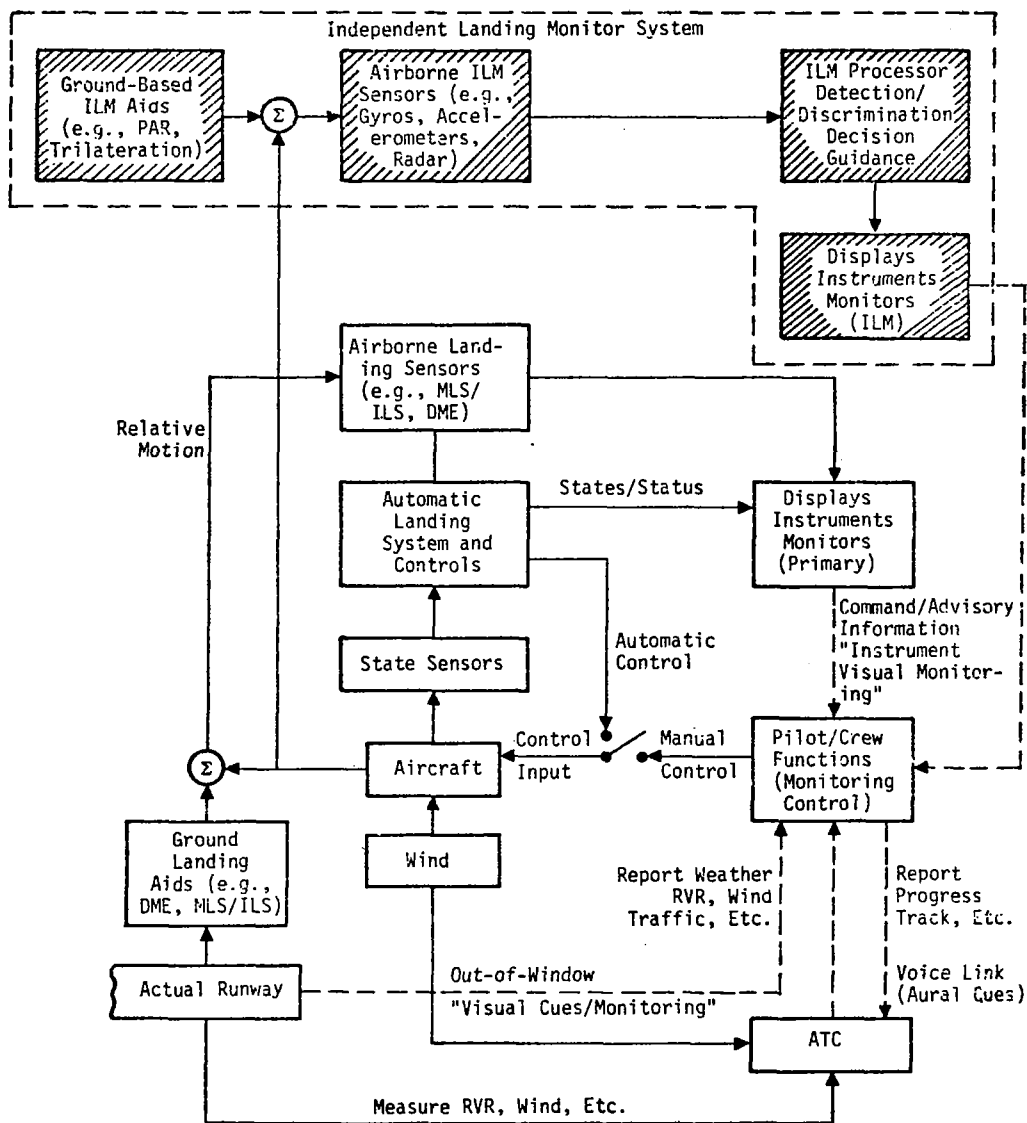 Independent Landing Monitor System
Ground-Based
ILM Aids
(e.g., PAR,
Trilateration)
Σ
Airborne ILM
Sensors (e.g.,
Gyros, Accel-
erometers,
Radar)
ILM Processor
Detection/
Discrimination
Decision
Guidance
Displays
Instruments
Monitors
(ILM)
Airborne Land-
ing Sensors
(e.g., MLS/
ILS, DME)
Relative
Motion
Automatic
Landing
System and
Controls
States/Status
Displays
Instruments
Monitors
(Primary)
Command/Advisory
Information
"Instrument
Visual Monitor-
ing"
Automatic
Control
State Sensors
Σ
Aircraft
Control
Input
Manual
Control
Pilot/Crew
Functions
(Monitoring
Control)
Ground
Landing
Aids (e.g.,
DME, MLS/ILS)
Wind
Report Weather
RVR, Wind
Traffic, Etc.
Report
Progress
Track, Etc.
Actual Runway
Out-of-Window
"Visual Cues/Monitoring"
Voice Link
(Aural Cues)
ATC
Measure RVR, Wind, Etc.